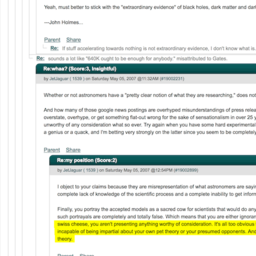 Yeah, must better to stick with the "extraordinary evidence" of black holes, dark matter and dar
---John Holmes...
Parent Share
Re: If stuff accelerating towards nothing is not extraordinary evidence, I don't know what is.
Re: sounds a lot like "640K ought to be enough for anybody." misattributed to Gates.
Re:whaa? (Score:3, Insightful)
by on Saturday May 05, 2007 @11:32AM
Whether or not astronomers have a "pretty clear notion of what they are researching," does not
And how many of those google news postings are overhyped misunderstandings of press relea
overstate, overhype, or get something flat-out wrong for the sake of sensationalism in over 25 y
unworthy of any consideration what so ever. Try again when you have some hard experimental
a genius or a quack, and I'm betting very strongly on the latter since you seem to be completely
Parent Share
Re:my position (Score:2)
by on Saturday May 05, 2007 @12:04PM
I object to your claims because they are misrepresentation of what astronomers are sayin
complete lack of knowledge of the scientific process and a complete inability to get inform
Finally, you portray the accepted models as a sacred cow for scientists that would do any
such portrayals are completely and totally false. Which means that you are either ignoran
swiss cheese, you aren't presenting anything worthy of consideration. It's all too obvious
incapable of being impartial about your own pet theory or your presumed opponents. And
theory.
Parent Share